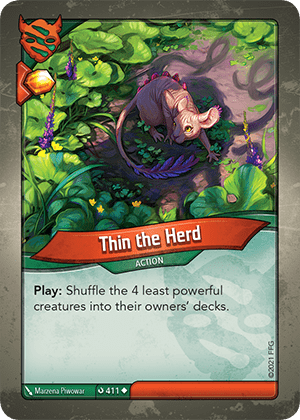 Thin the Herd
ACTION
Play: Shuffle the 4 least powerful
creatures into their owners’ decks.
©2021 FFG
Marzena Piwowar
411